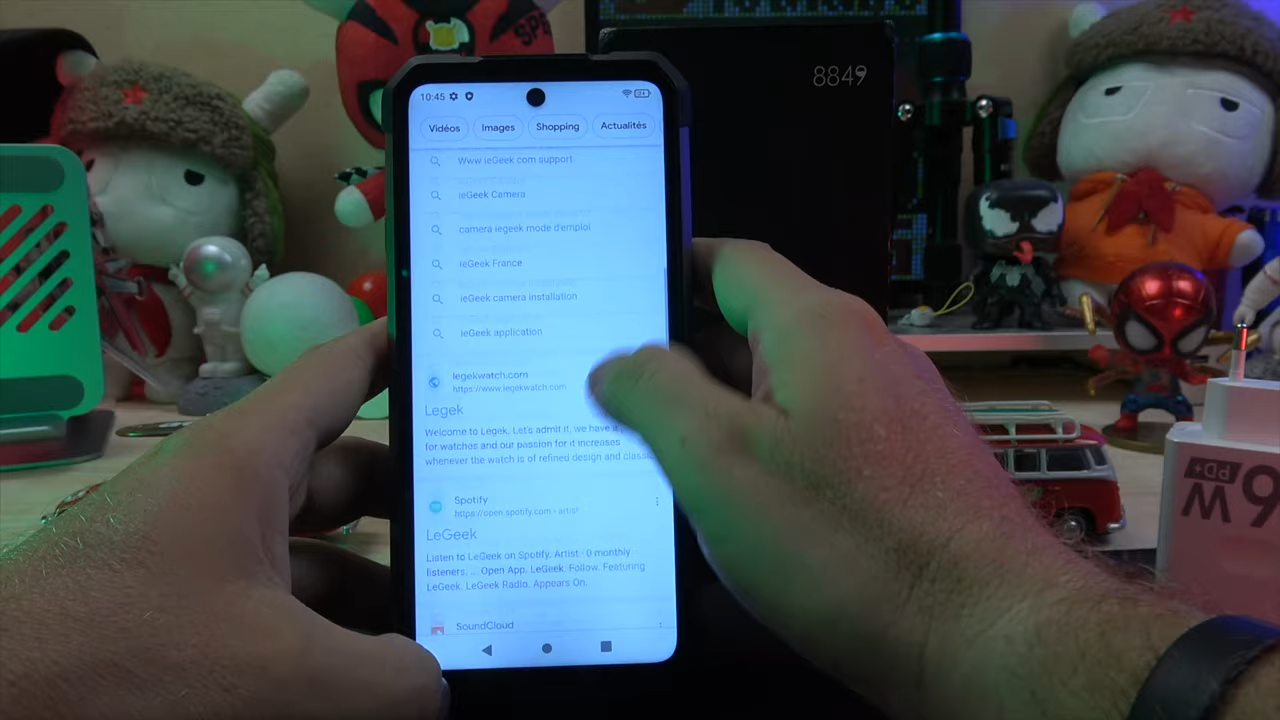 SPE
8849
10:45
Vidéos
Images
Shopping
Actualités
Www ieGeek com support
ieGeek Camera
camera iegeek mode d'emploi
ieGeek France
ieGeek camera installation
ieGeek application
legekwatch.com
https://www.legekwatch.com
Legek
Welcome to Legek. Let's admit it, we have a
for watches and our passion for it increases
whenever the watch is of refined design and classi
Spotify
https://open.spotify.com › artist
LeGeek
Listen to LeGeek on Spotify. Artist · 0 monthly
listeners. ... Open App. LeGeek. Follow. Featuring
LeGeek. LeGeek Radio. Appears On.
SoundCloud
PD+
W